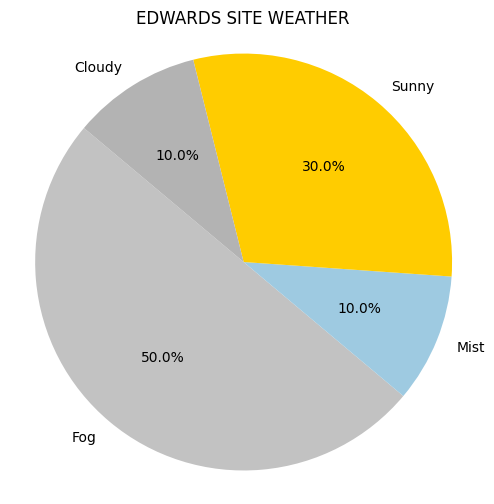 EDWARDS SITE WEATHER
Cloudy
Sunny
10.0%
30.0%
10.0%
Mist
50.0%
Fog